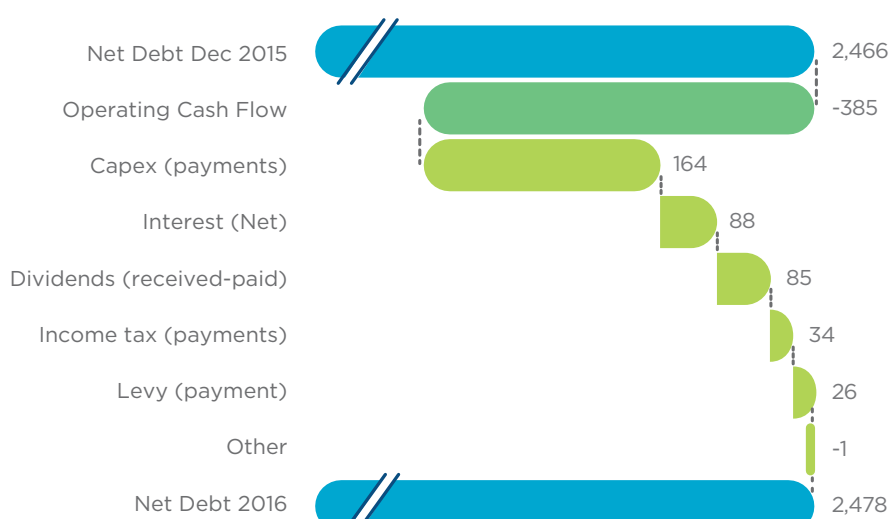 Net Debt Dec 2015 2,466
Operating Cash Flow -385
Capex (payments) 164
Interest (Net) 88
Dividends (received-paid) 85
Income tax (payments) 34
Levy (payment) 26
Other -1
Net Debt 2016 2,478